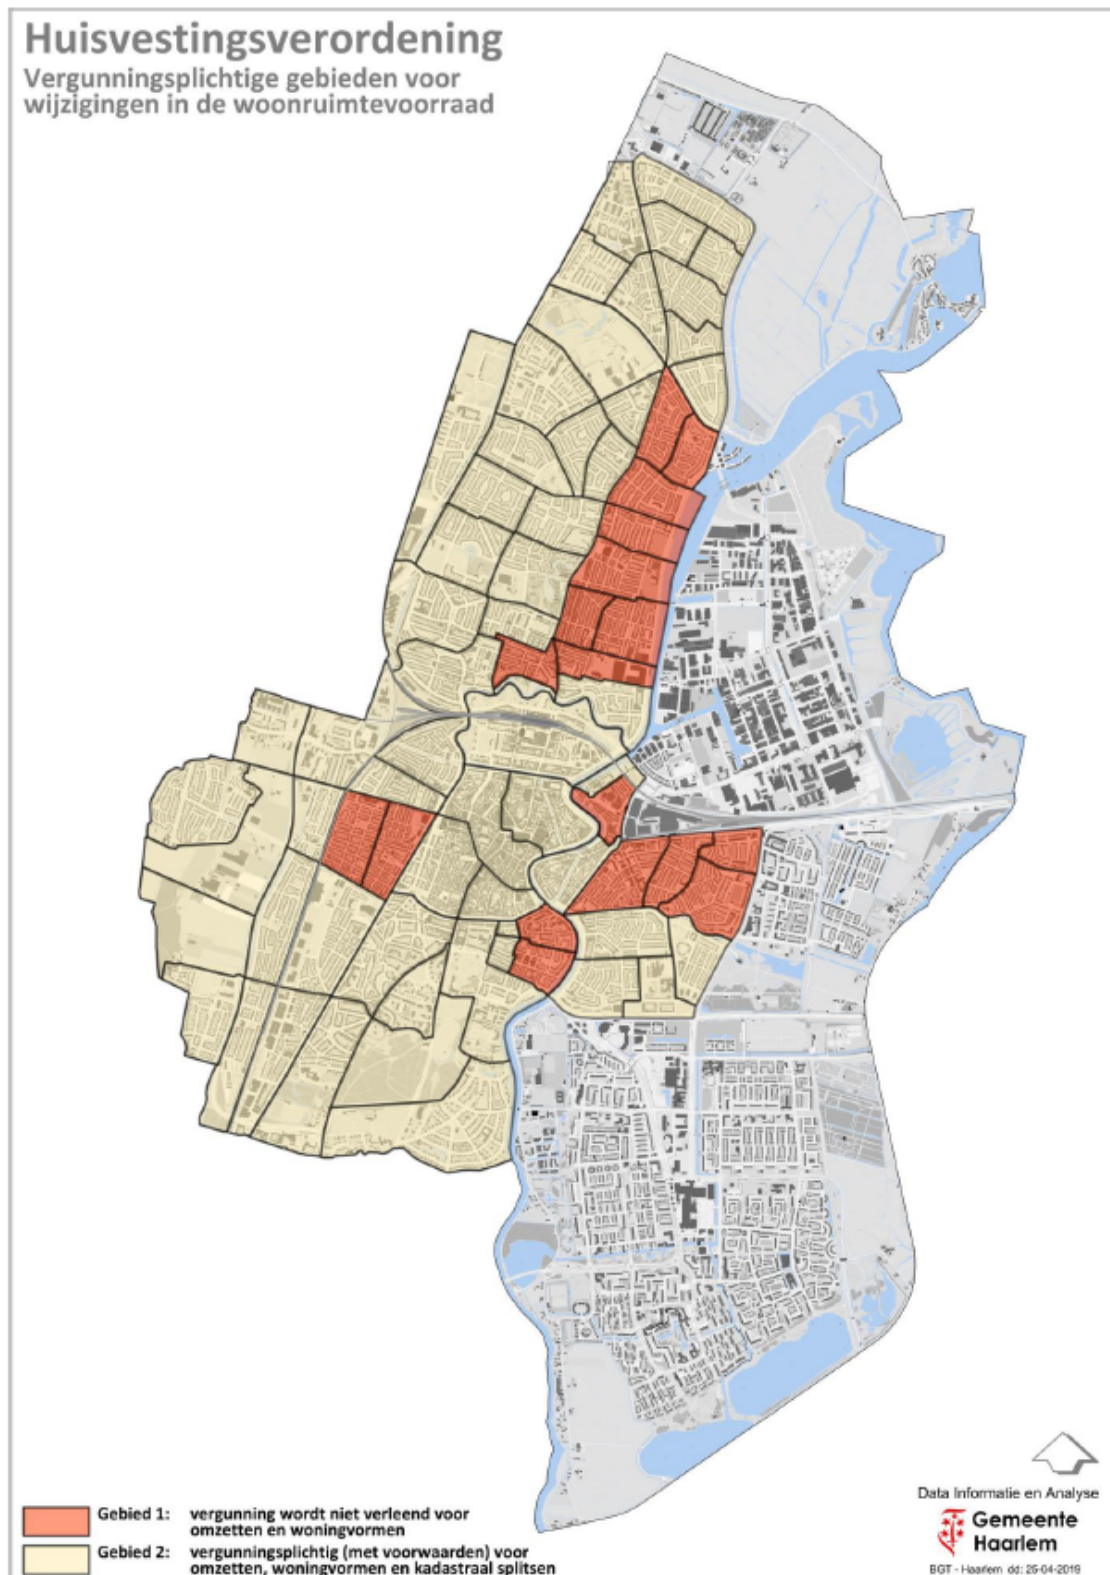 Huisvestingsverordening
Vergunningsplichtige gebieden voor
wijzigingen in de woonruimtevoorraad
Gebied 1: vergunning wordt niet verleend voor
omzetten en woningvormen
Gebied 2: vergunningsplichtig (met voorwaarden) voor
omzetten, woningvormen en kadastraal splitsen
Data Informatie en Analyse
Gemeente
Haarlem
BGT - Haarlem dd: 25-04-2019